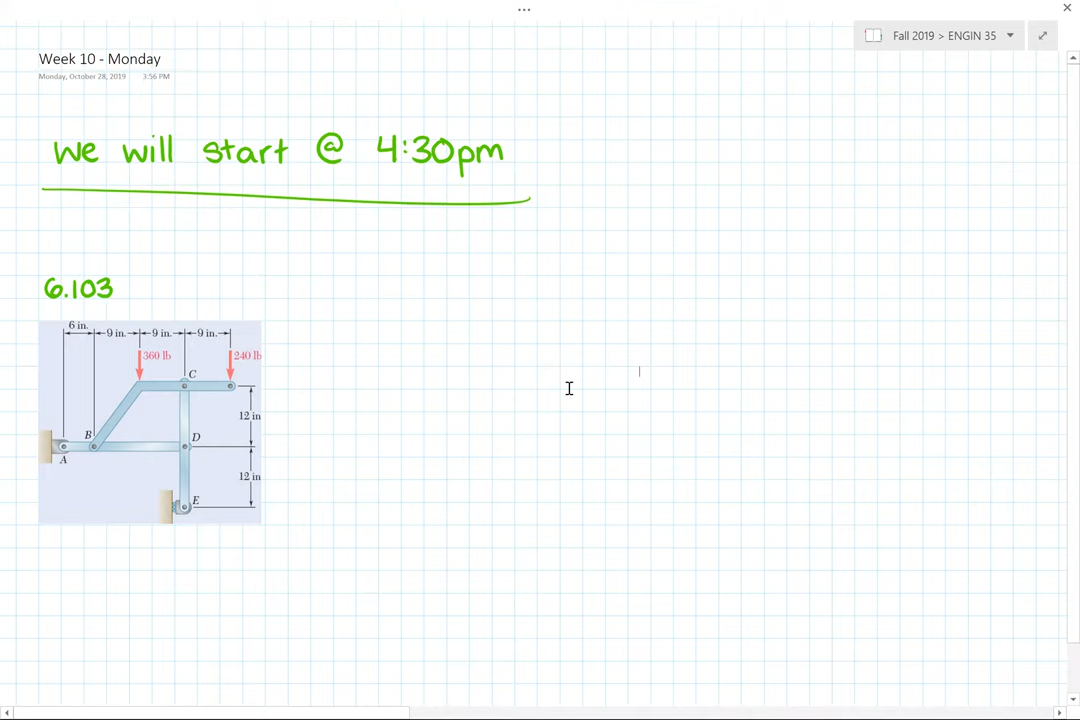 ...
Fall 2019 > ENGIN 35
Week 10 - Monday
Monday, October 28, 2019 3:56 PM
we will start @ 4:30pm
6.103
6 in.
9 in. 9 in. 9 in.
360 lb 240 lb
C
12 in
B D
A
12 in
E